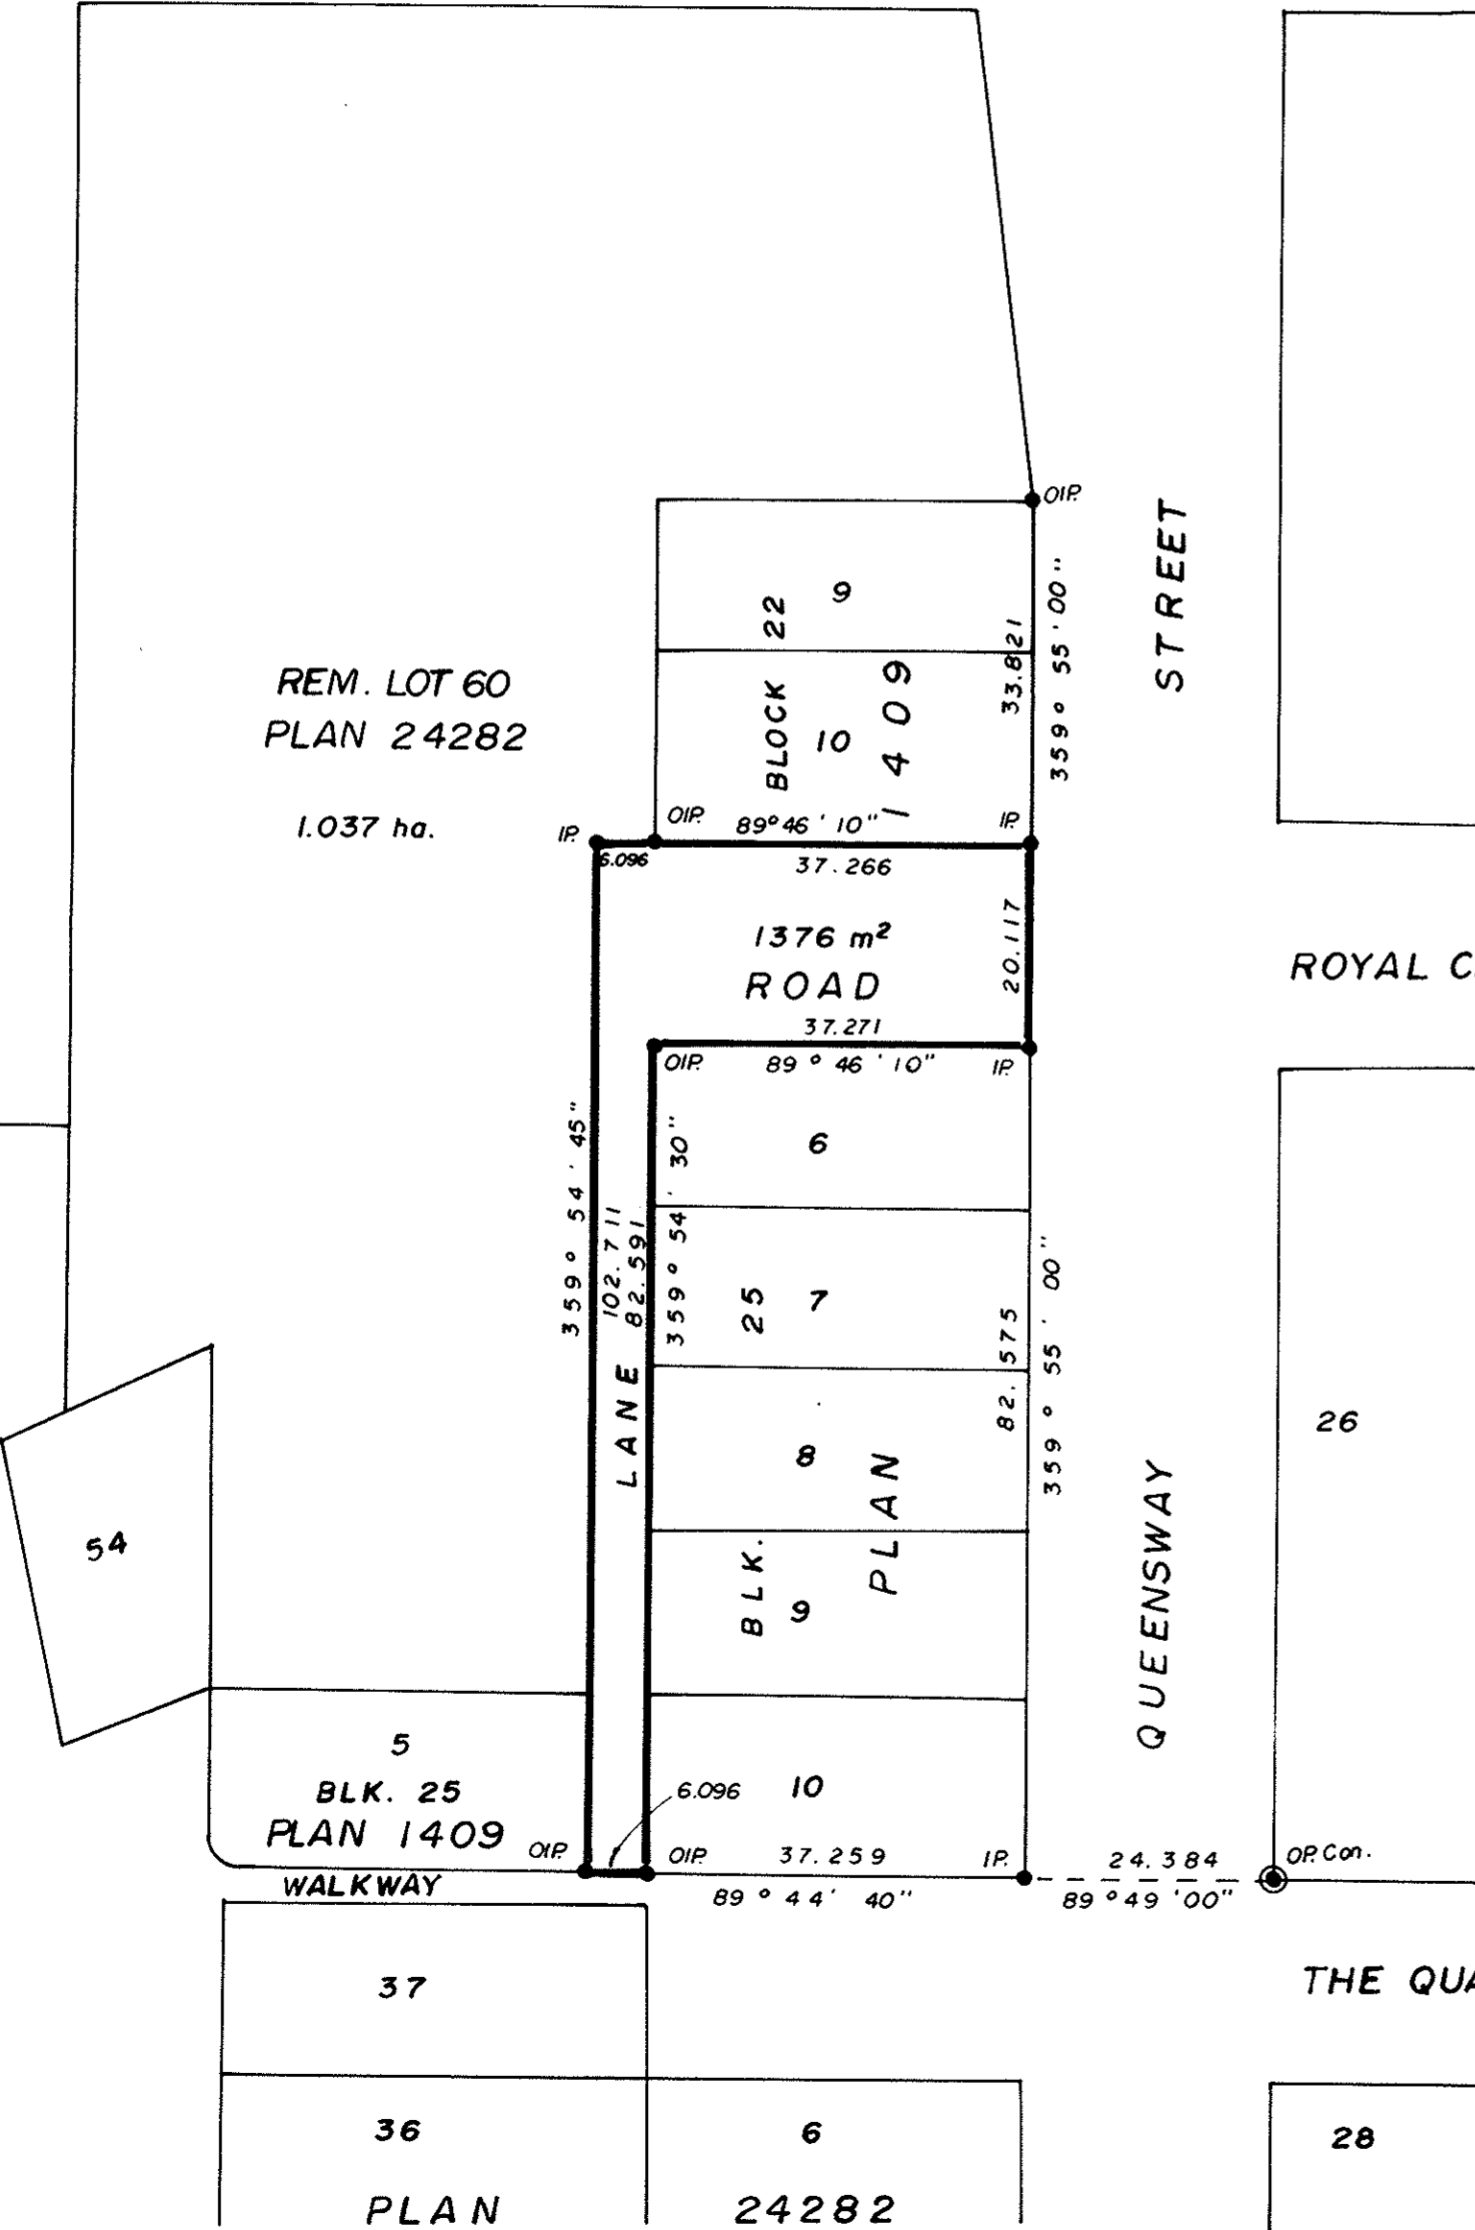 OIP.
STREET
9
BLOCK 22
33.821
359° 55' 00"
REM. LOT 60
PLAN 24282
1409
10
1.037 ha.
IP.
OIP.
89° 46' 10"
IP.
6.096
37.266
1376 m²
20.117
ROAD
ROYAL
37.271
OIP.
89° 46' 10"
IP.
359° 54' 45"
102.711
82.591
359° 54' 30"
6
7
25
82.575
359° 55' 00"
LANE
26
8
PLAN
54
BLK.
9
QUEENSWAY
5
BLK. 25
PLAN 1409
6.096
10
OIP.
OIP.
37.259
IP.
24.384
OP. Con.
WALKWAY
89° 44' 40"
89° 49' 00"
37
THE
36
6
28
PLAN
24282